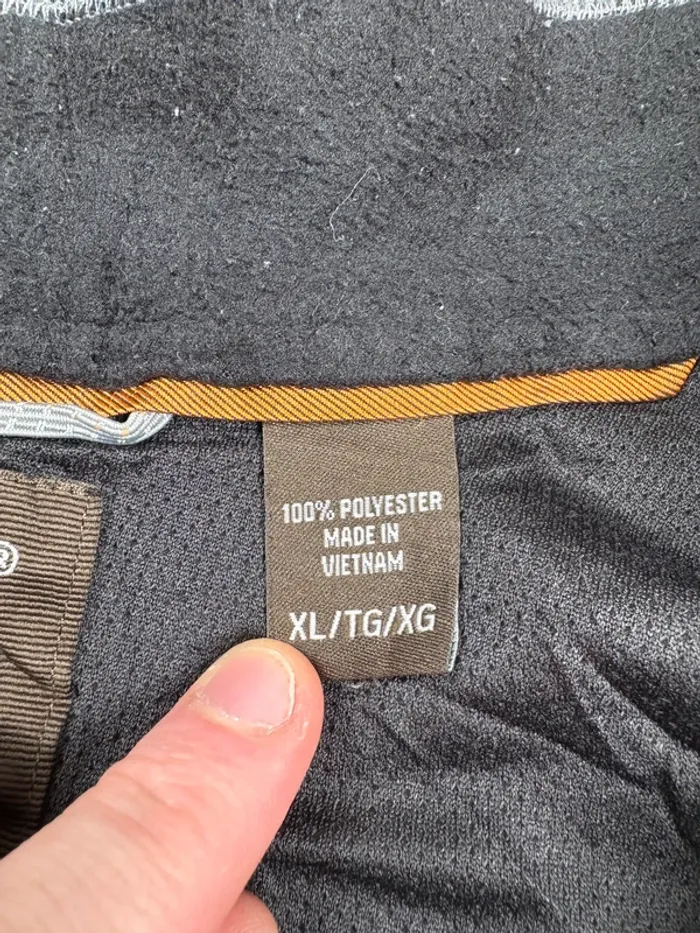 100% POLYESTER
MADE IN
VIETNAM
XL/TG/XG
®